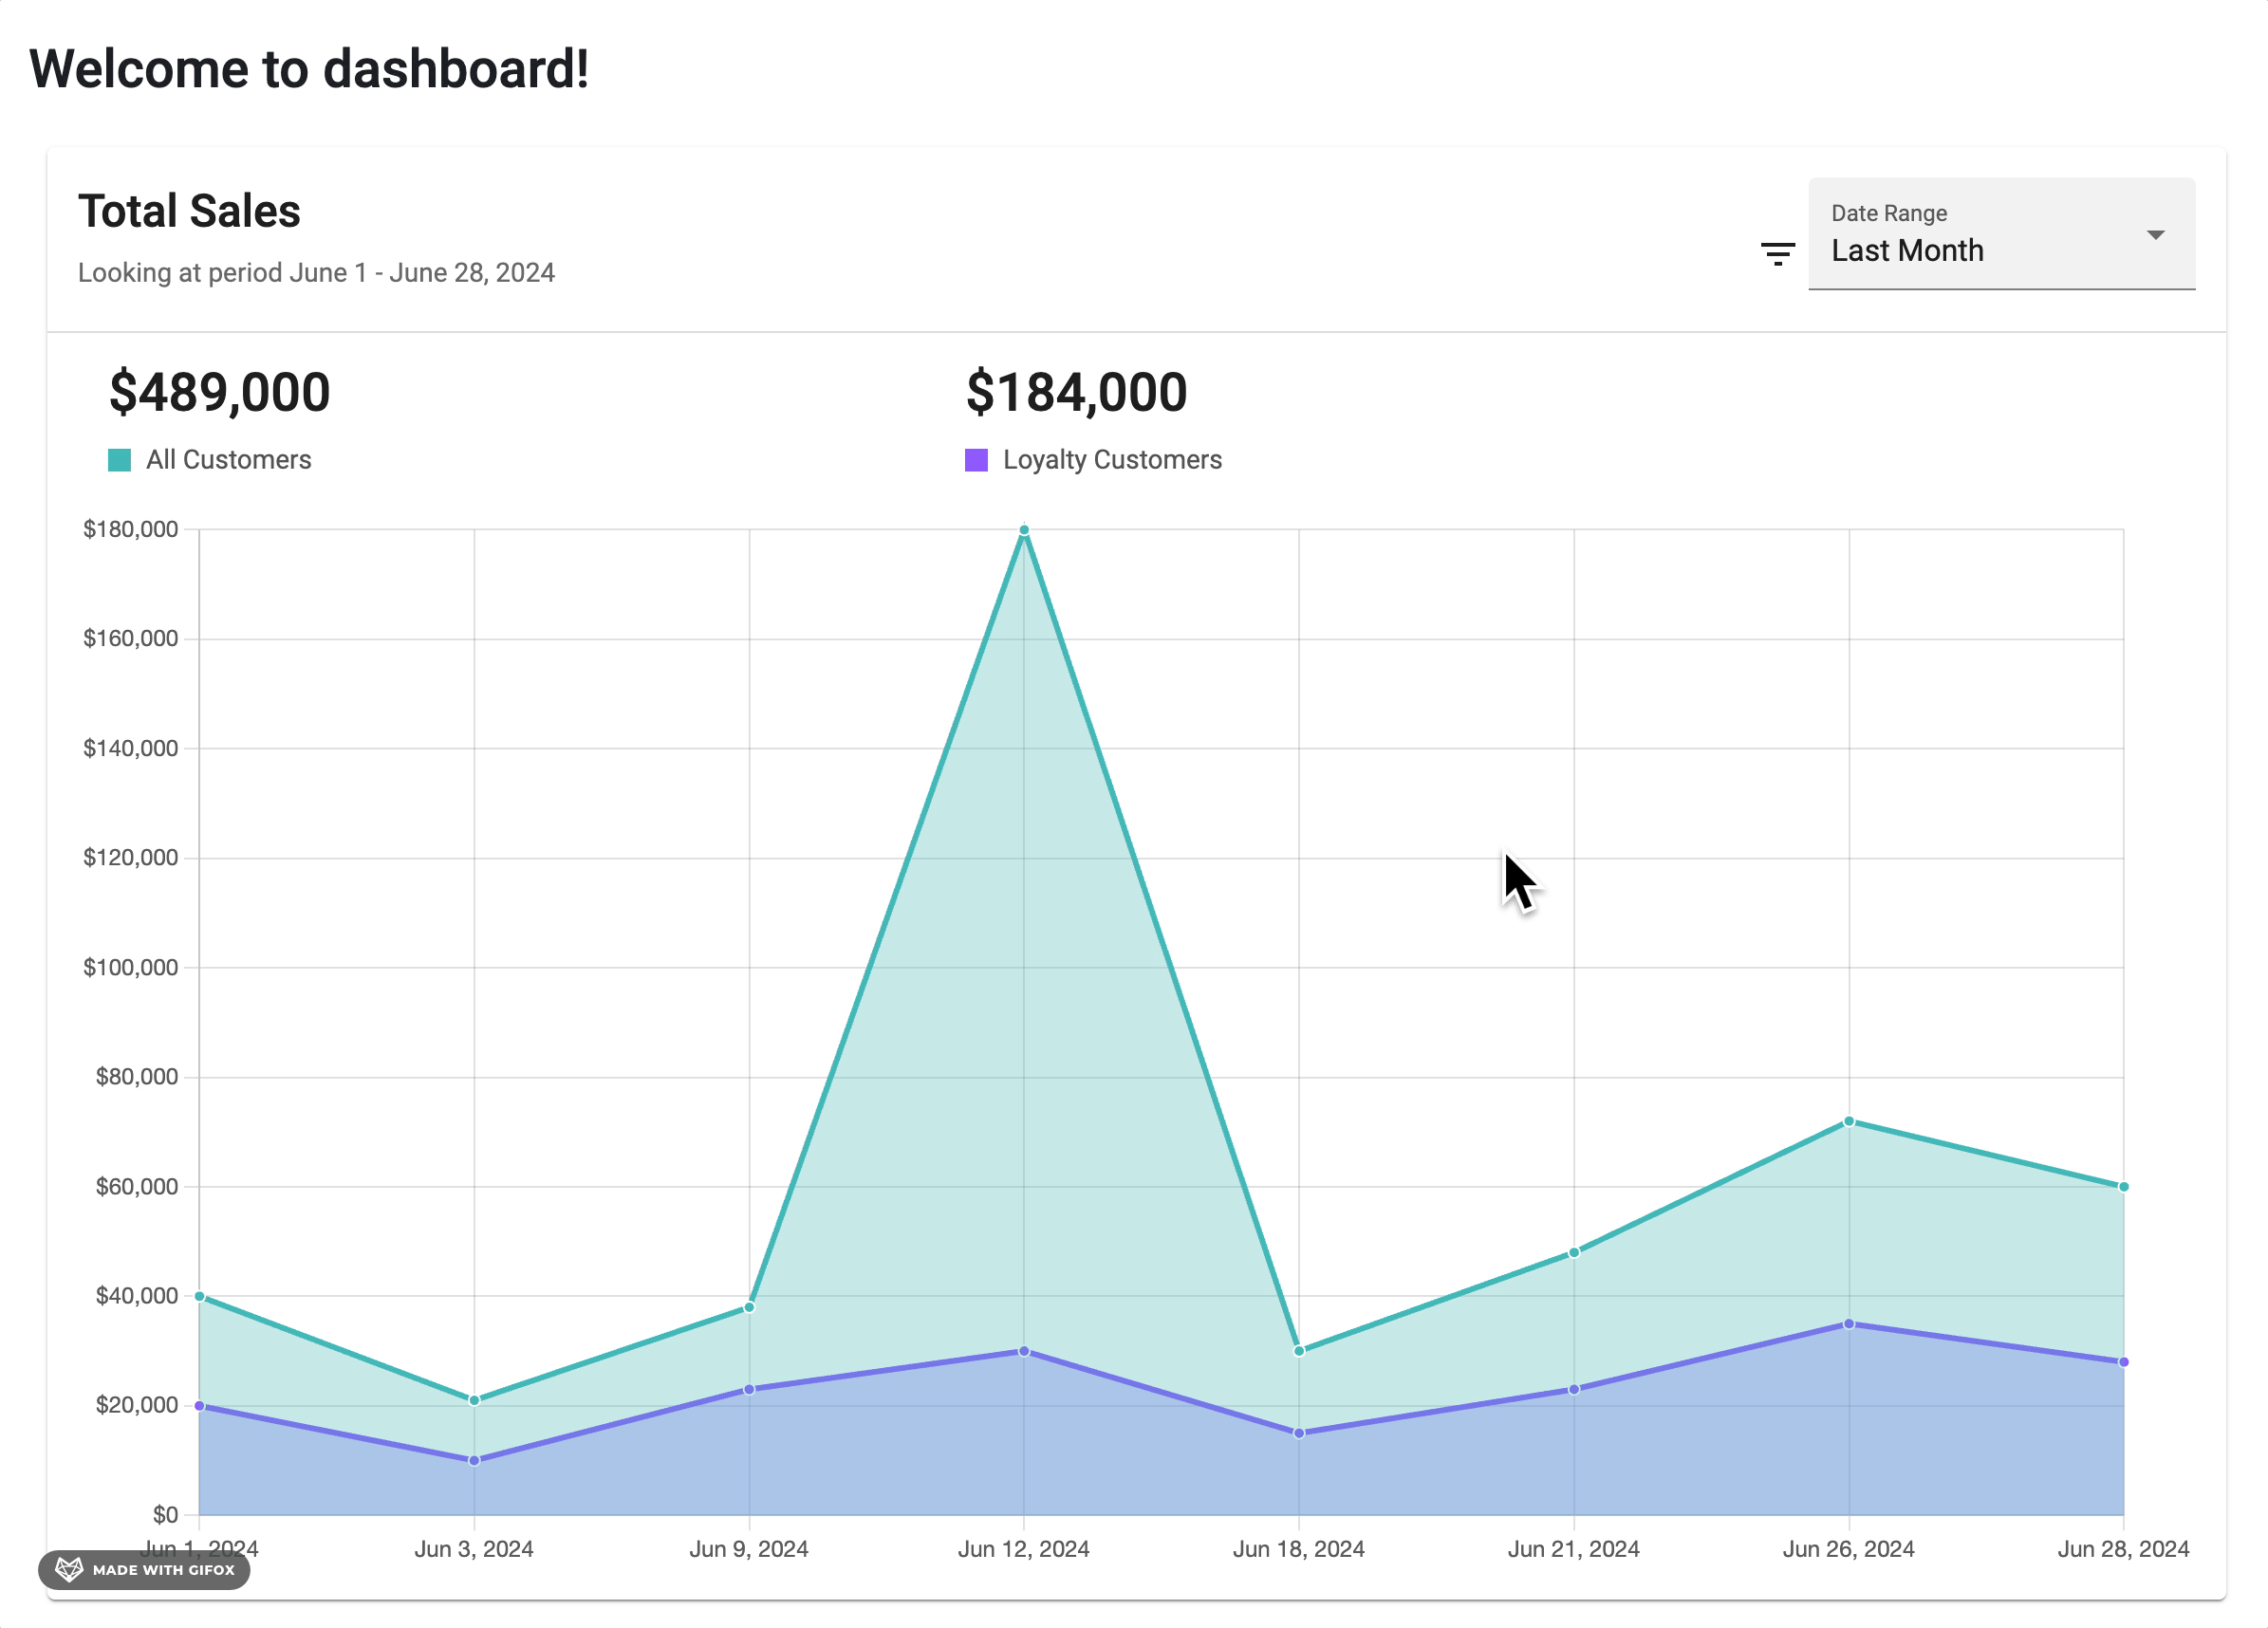 Welcome to dashboard!
Total Sales
Looking at period June 1 - June 28, 2024
Date Range
Last Month
$489,000
All Customers
$184,000
Loyalty Customers
$180,000
$160,000
$140,000
$120,000
$100,000
$80,000
$60,000
$40,000
$20,000
$0
Jun 1, 2024 Jun 3, 2024 Jun 9, 2024 Jun 12, 2024 Jun 18, 2024 Jun 21, 2024 Jun 26, 2024 Jun 28, 2024
MADE WITH GIFOX